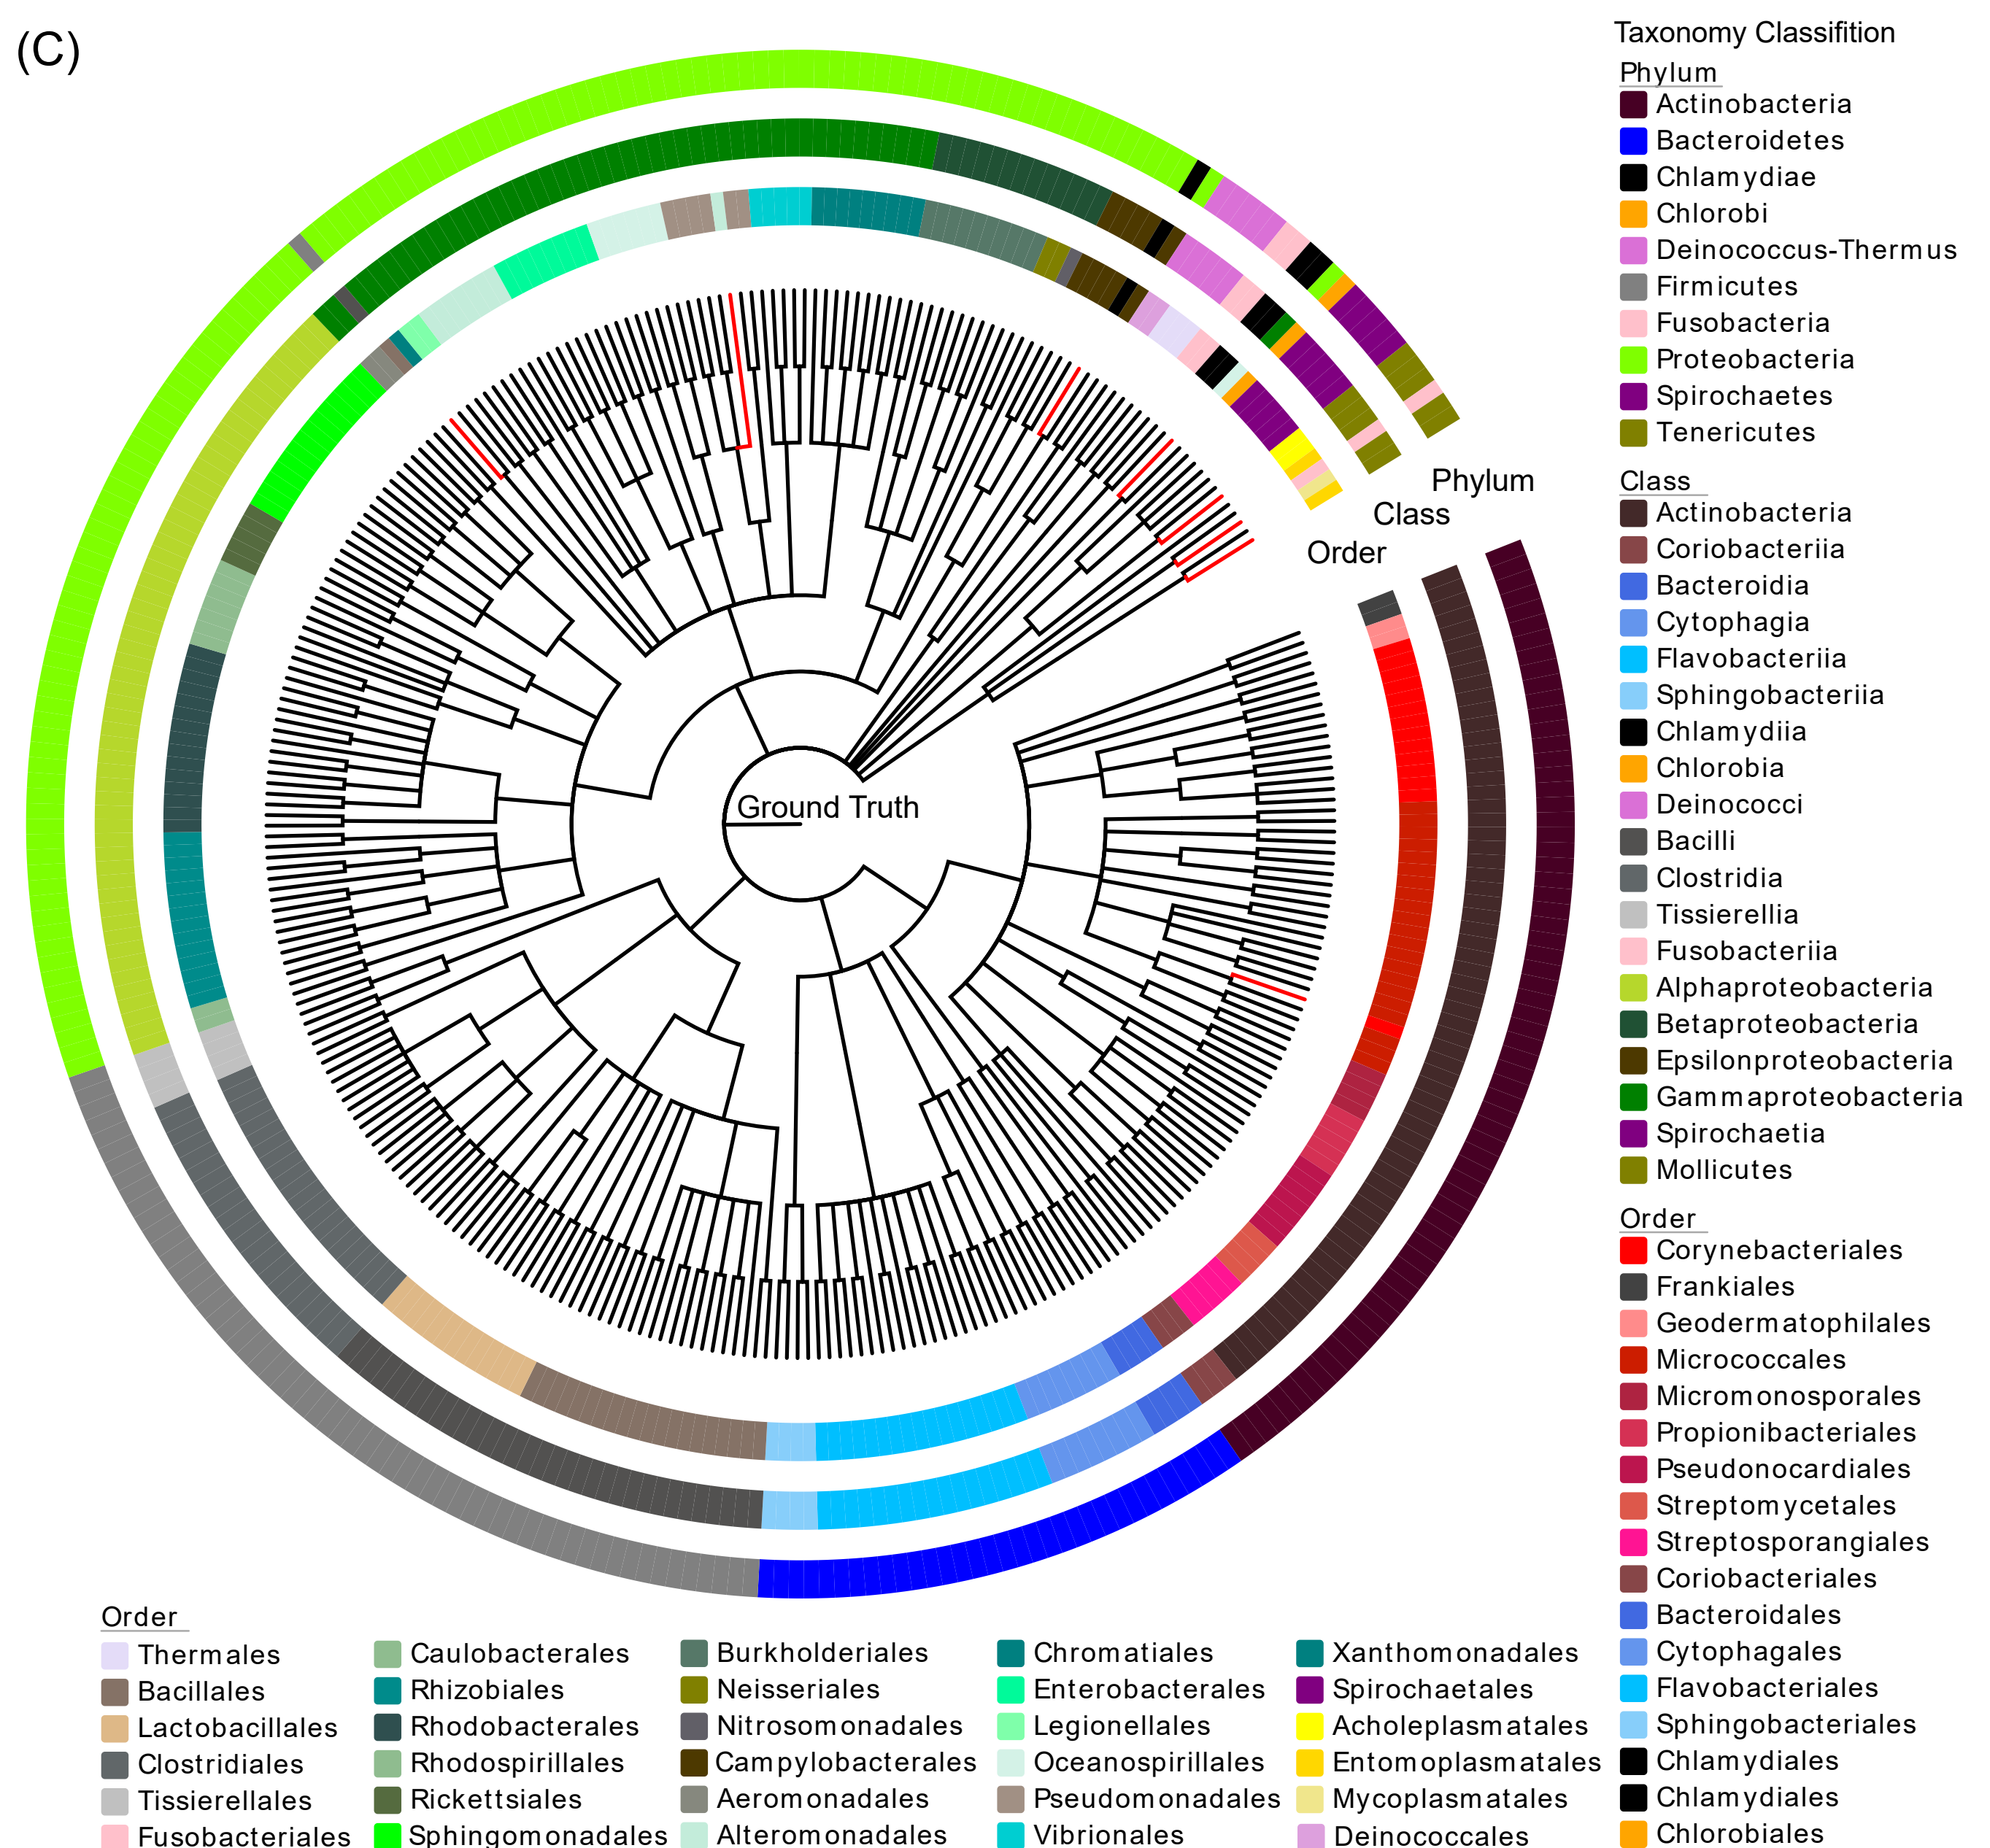 (C)
Taxonomy Classifition
Phylum
Actinobacteria
Bacteroidetes
Chlamydiae
Chlorobi
Deinococcus-Thermus
Firmicutes
Fusobacteria
Proteobacteria
Spirochaetes
Tenericutes
Class
Actinobacteria
Coriobacteriia
Bacteroidia
Cytophagia
Flavobacteriia
Sphingobacteriia
Chlamydiia
Chlorobia
Deinococci
Bacilli
Clostridia
Tissierellia
Fusobacteriia
Alphaproteobacteria
Betaproteobacteria
Epsilonproteobacteria
Gammaproteobacteria
Spirochaetia
Mollicutes
Order
Corynebacteriales
Frankiales
Geodermatophilales
Micrococcales
Micromonosporales
Propionibacteriales
Pseudonocardiales
Streptomycetales
Streptosporangiales
Coriobacteriales
Bacteroidales
Cytophagales
Flavobacteriales
Sphingobacteriales
Chlamydiales
Chlamydiales
Chlorobiales
Phylum
Class
Order
Ground Truth
Order
Thermales
Bacillales
Lactobacillales
Clostridiales
Tissierellales
Fusobacteriales
Caulobacterales
Rhizobiales
Rhodobacterales
Rhodospirillales
Rickettsiales
Sphingomonadales
Burkholderiales
Neisseriales
Nitrosomonadales
Campylobacterales
Aeromonadales
Alteromonadales
Chromatiales
Enterobacterales
Legionellales
Oceanospirillales
Pseudomonadales
Vibrionales
Xanthomonadales
Spirochaetales
Acholeplasmatales
Entomoplasmatales
Mycoplasmatales
Deinococcales